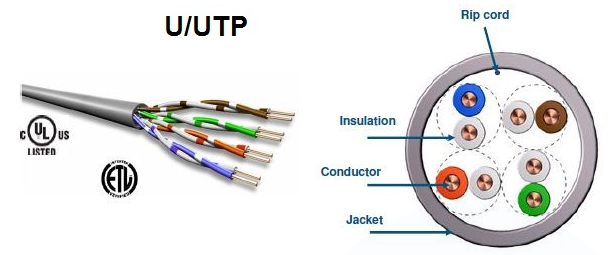 U/UTP
Rip cord
Insulation
Conductor
Jacket
C UL US
LISTED
ETL